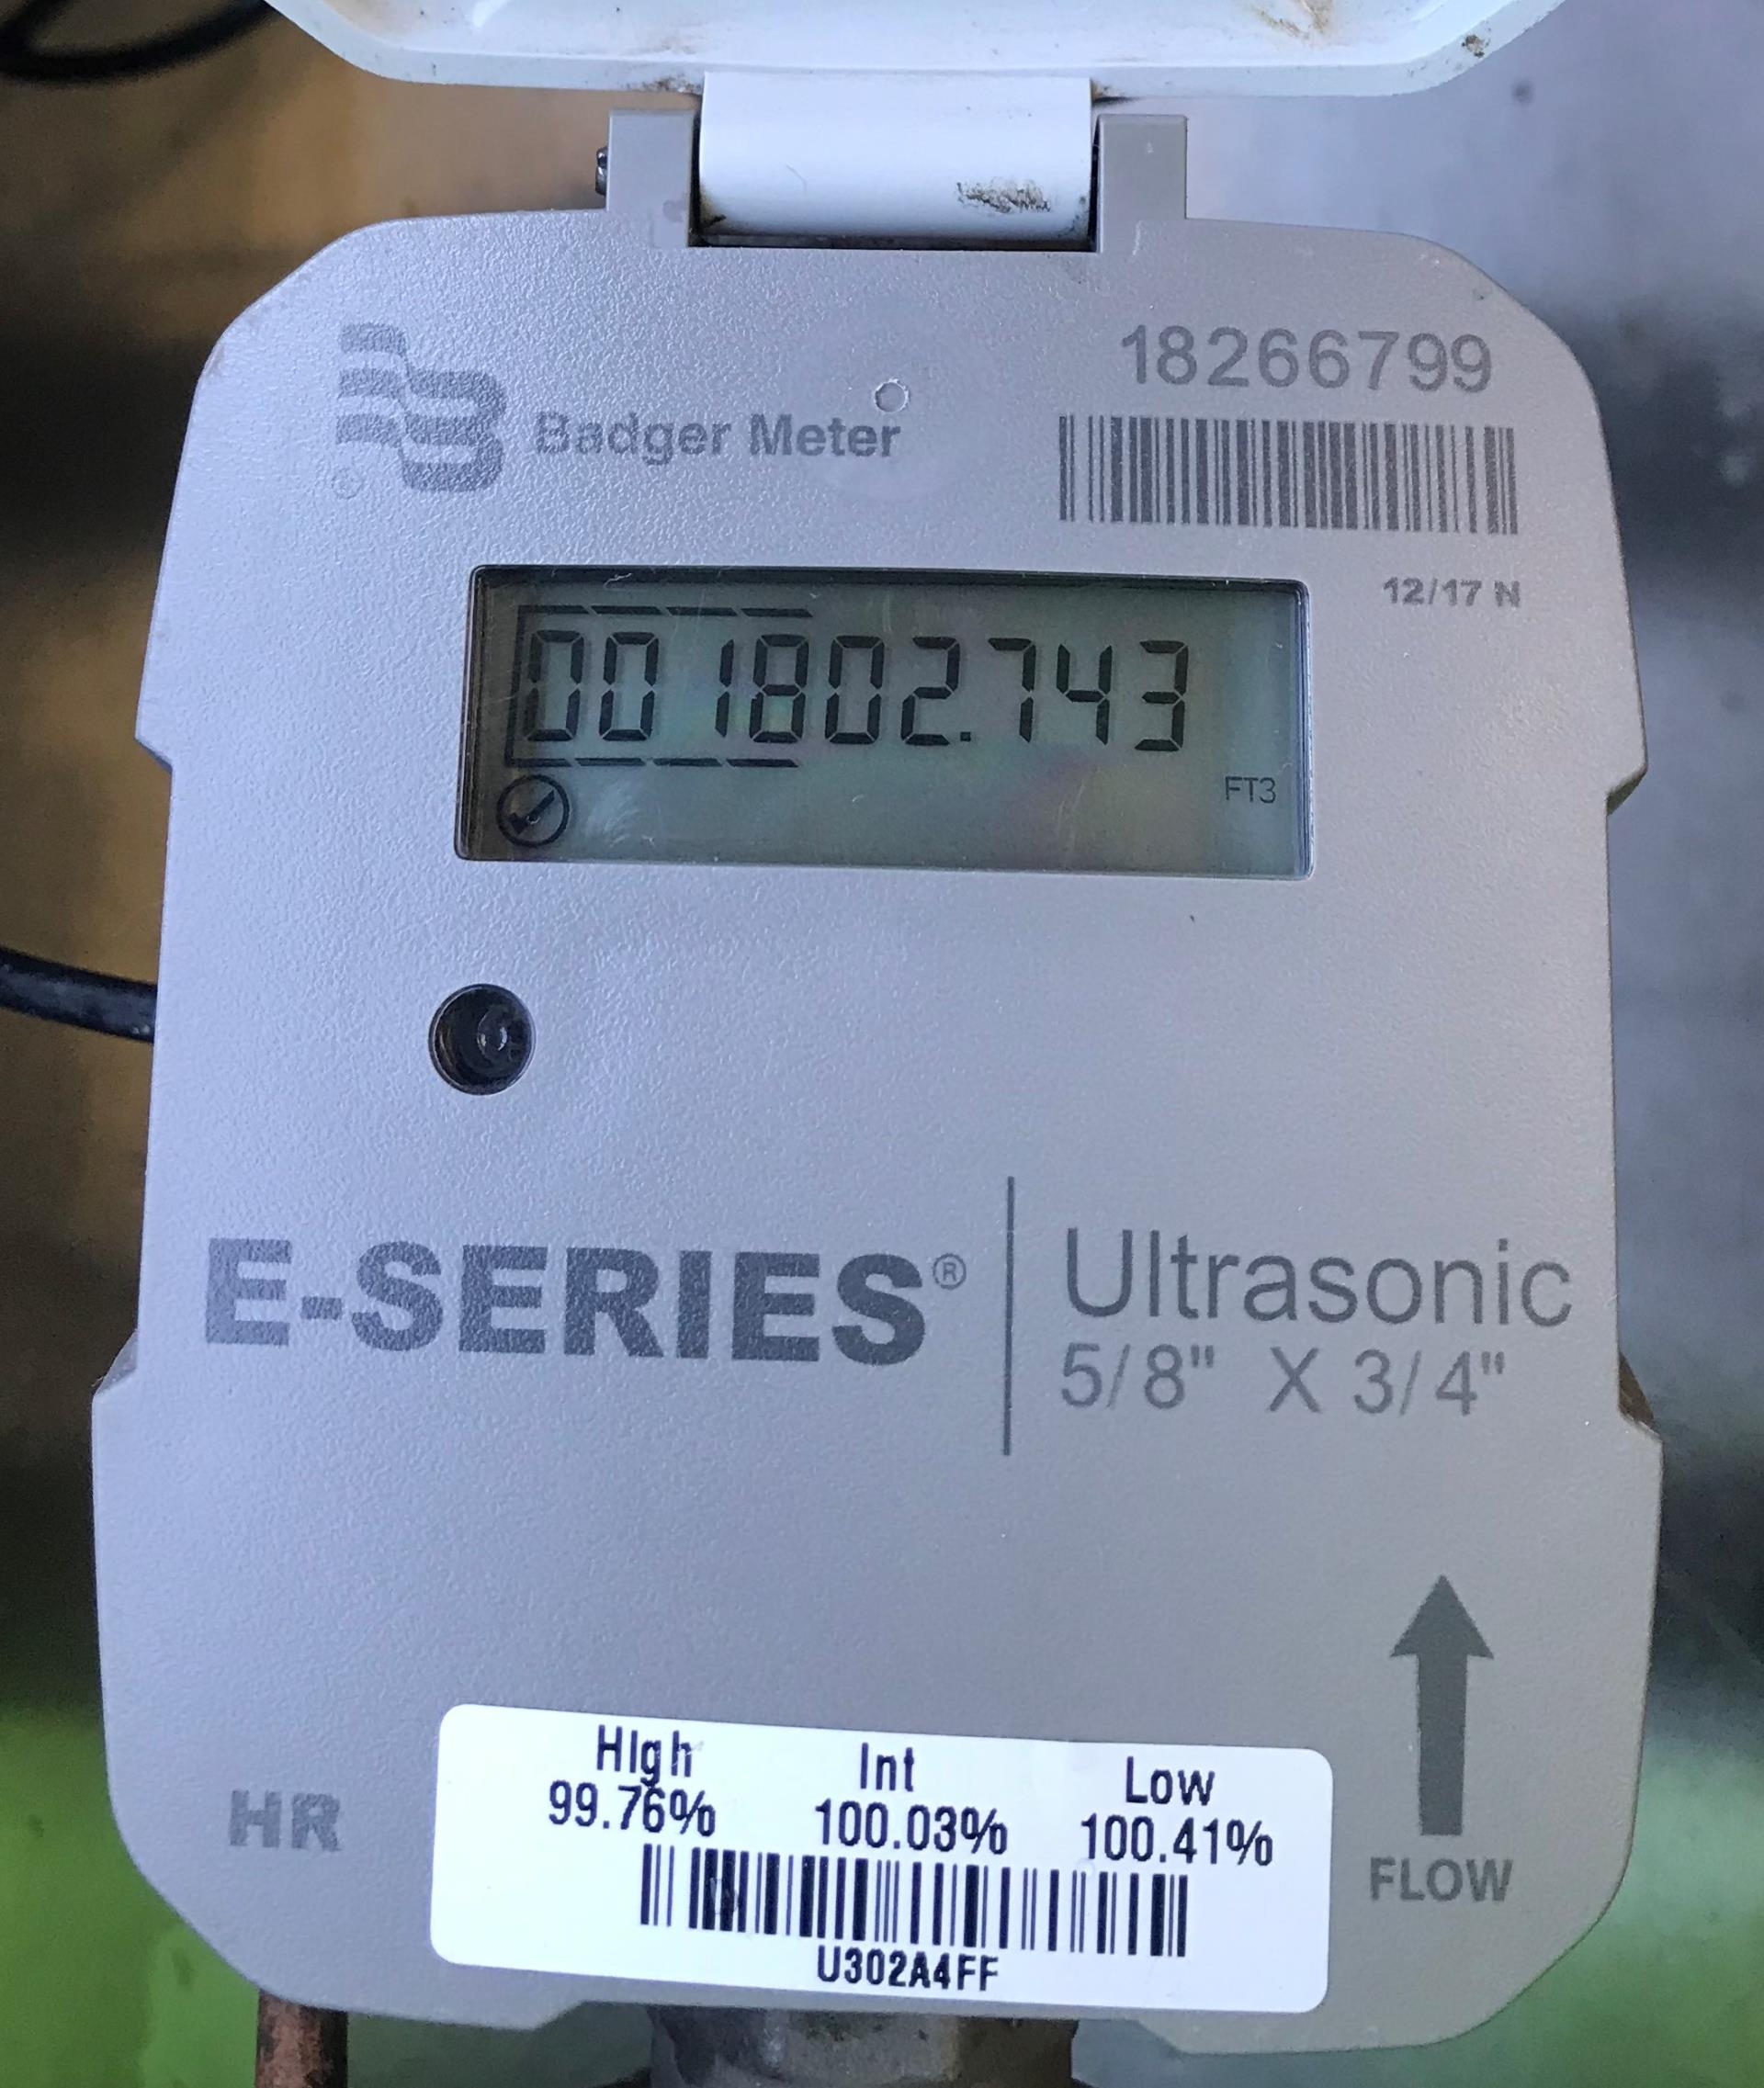 18266799
® Badger Meter
12/17 N
001802.743
FT3
E-SERIES®
Ultrasonic
5/8" X 3/4"
High Int Low
99.76% 100.03% 100.41%
U302A4FF
HR
FLOW